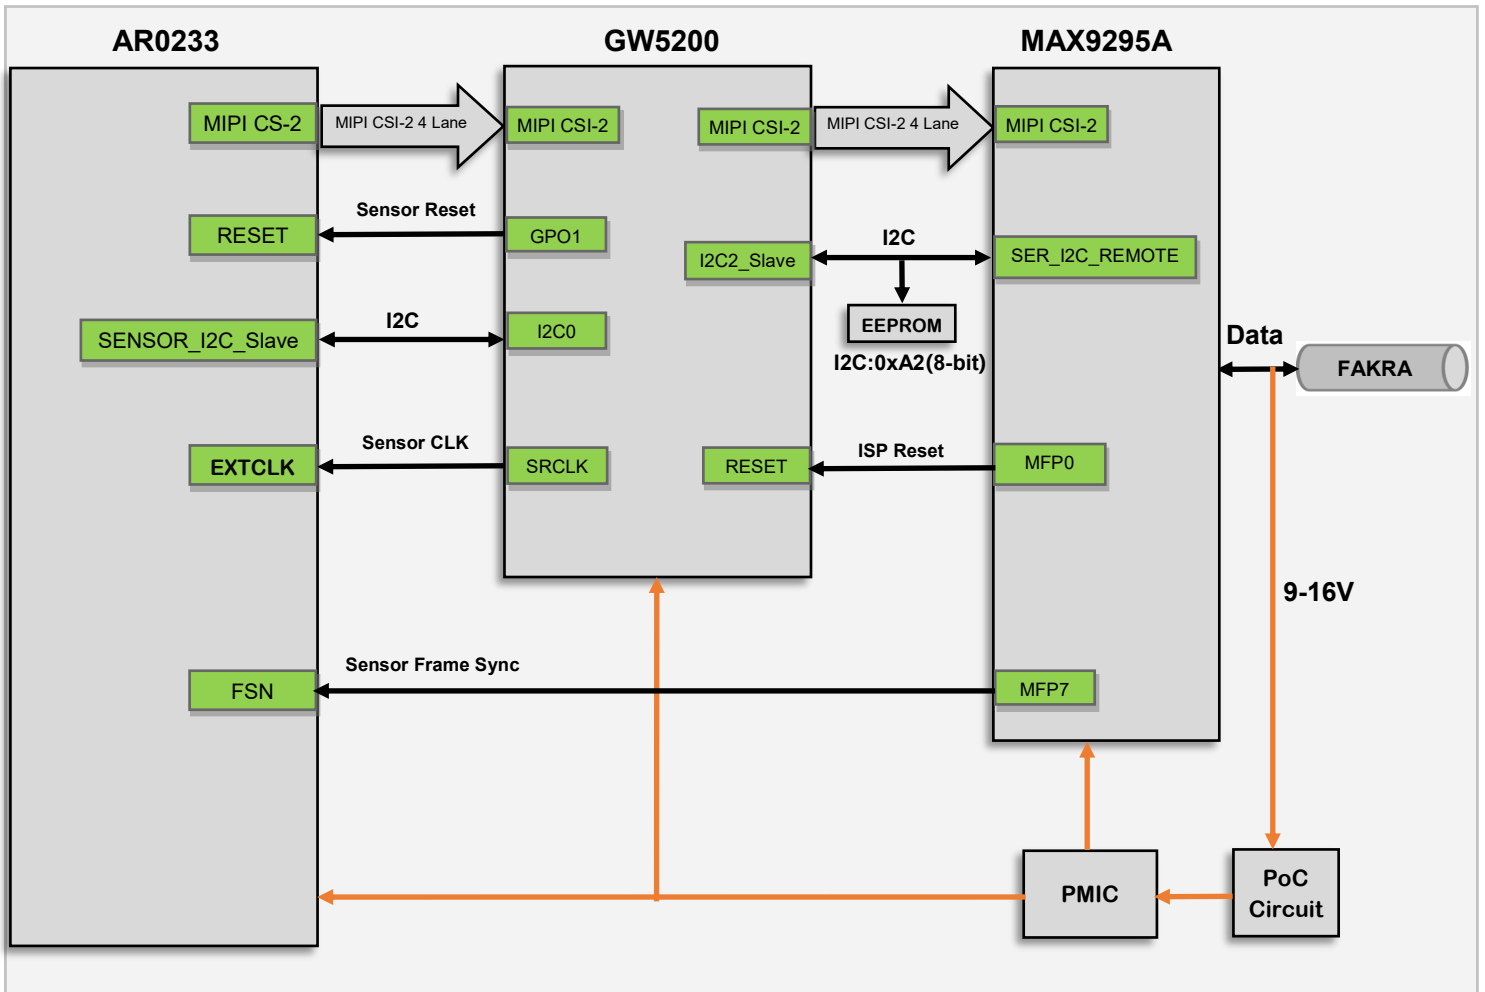 AR0233
GW5200
MAX9295A
MIPI CS-2
MIPI CSI-2 4 Lane
MIPI CSI-2
MIPI CSI-2
MIPI CSI-2 4 Lane
MIPI CSI-2
Sensor Reset
RESET
GPO1
I2C
I2C2_Slave
SER_I2C_REMOTE
I2C
SENSOR_I2C_Slave
I2C0
EEPROM
I2C:0xA2(8-bit)
Data
FAKRA
Sensor CLK
EXTCLK
SRCLK
ISP Reset
RESET
MFP0
9-16V
Sensor Frame Sync
FSN
MFP7
PMIC
PoC
Circuit